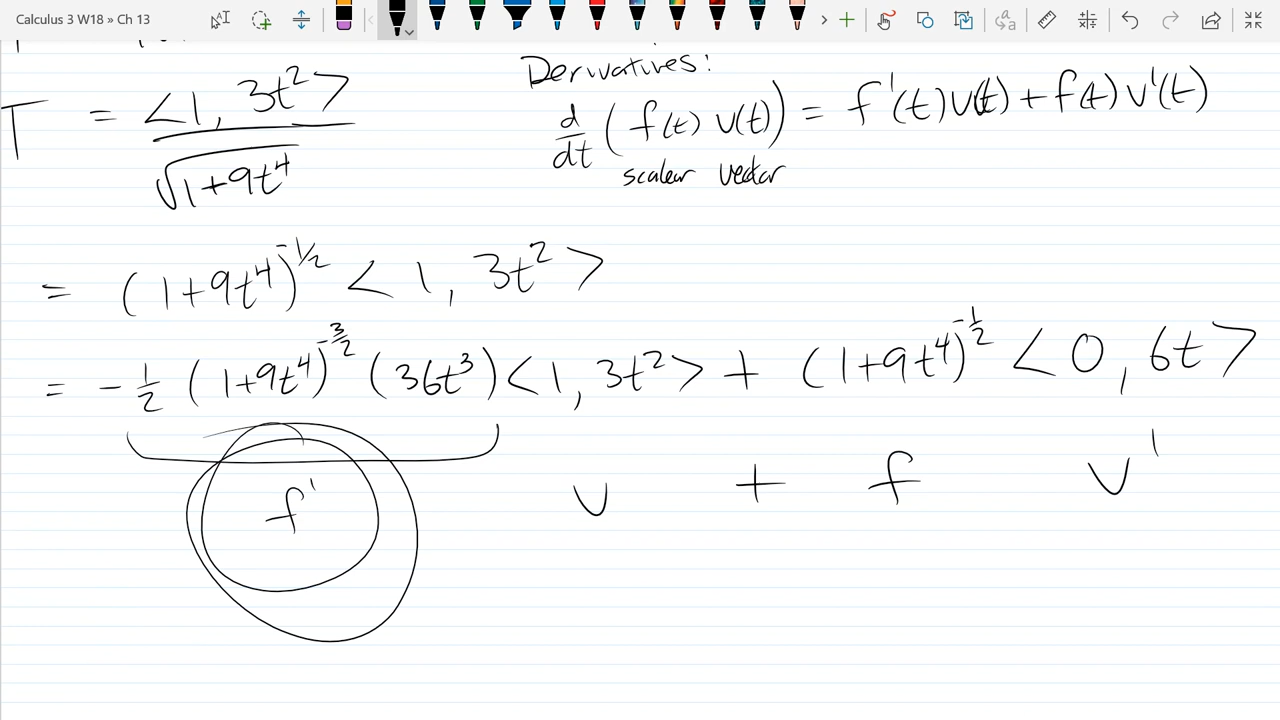 Calculus 3 W18 » Ch 13
Derivatives:
T = <1, 3t²> / √(1+9t⁴)
d/dt (f(t) v(t)) = f'(t)v(t) + f(t)v'(t)
scalar vector
= (1+9t⁴)^(-1/2) <1, 3t²>
= -1/2 (1+9t⁴)^(-3/2) (36t³) <1, 3t²> + (1+9t⁴)^(-1/2) <0, 6t>
f' v + f v'